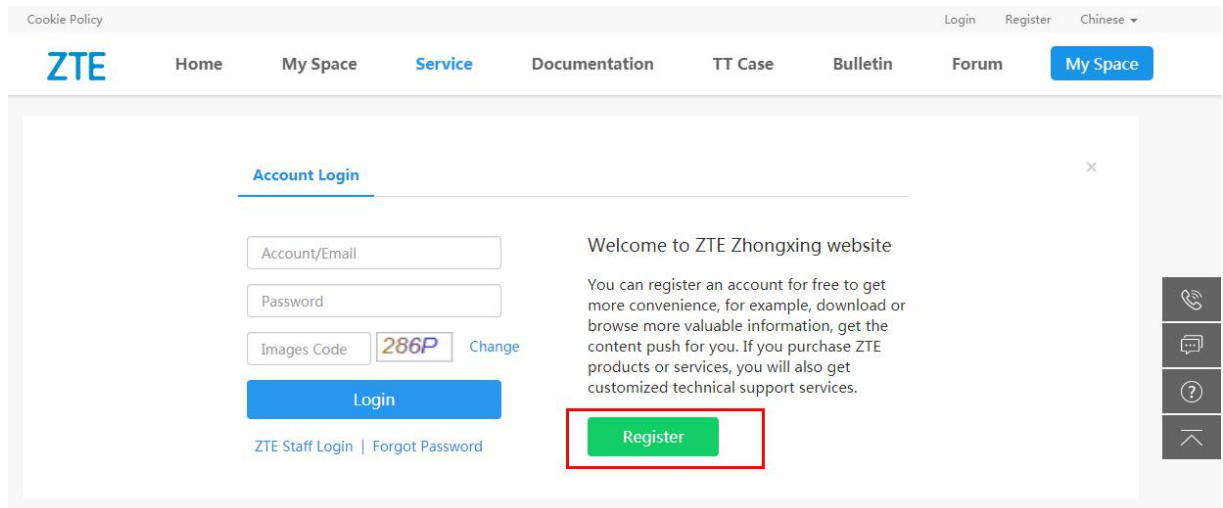 Cookie Policy
Login Register Chinese
ZTE Home My Space Service Documentation TT Case Bulletin Forum My Space
Account Login
×
Account/Email
Password
Images Code 286P Change
Login
ZTE Staff Login | Forgot Password
Welcome to ZTE Zhongxing website
You can register an account for free to get
more convenience, for example, download or
browse more valuable information, get the
content push for you. If you purchase ZTE
products or services, you will also get
customized technical support services.
Register